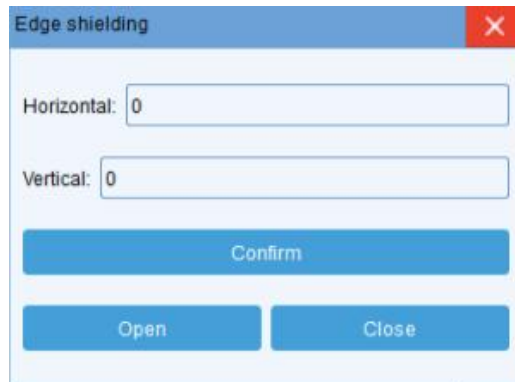 Edge shielding
Horizontal: 0
Vertical: 0
Confirm
Open Close